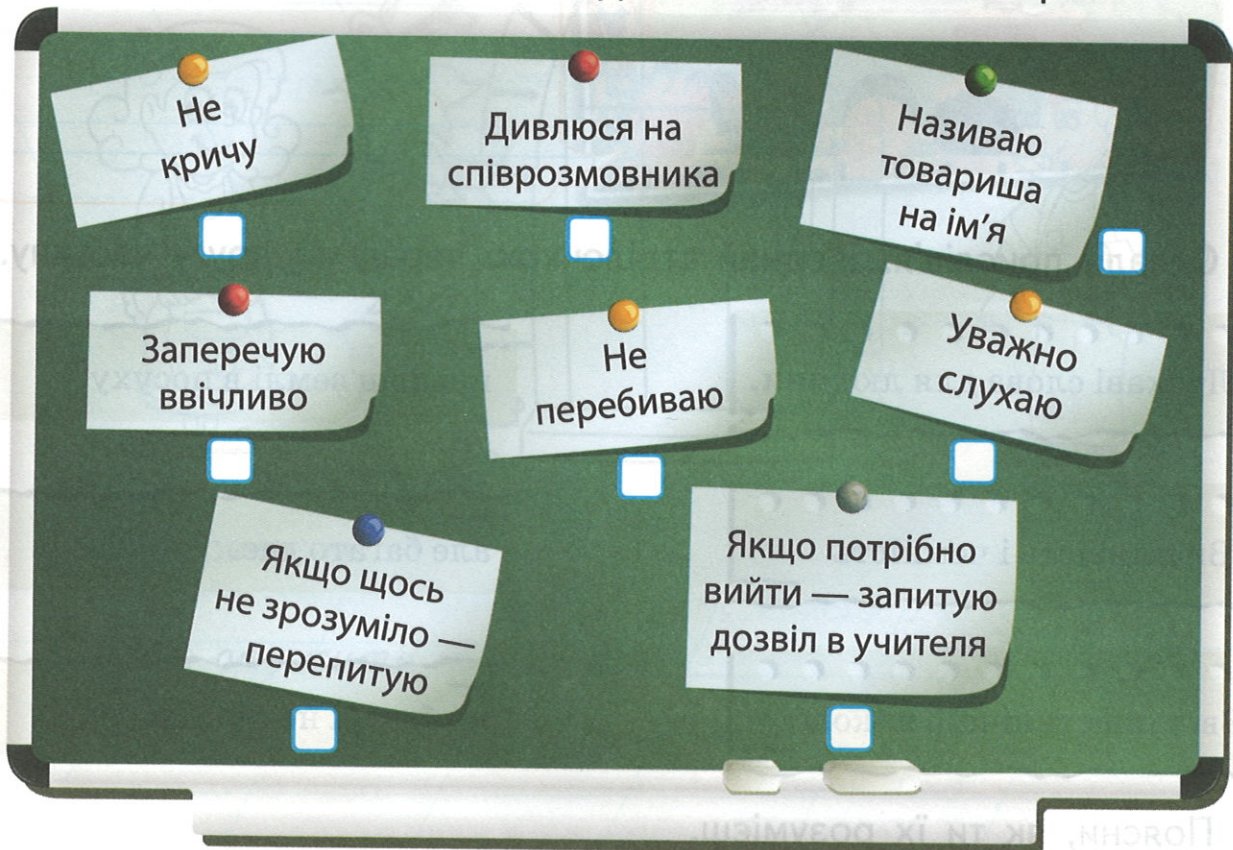 Не
кричу
Дивлюся на
співрозмовника
Називаю
товариша
на ім’я
Заперечую
ввічливо
Не
перебиваю
Уважно
слухаю
Якщо щось
не зрозуміло —
перепитую
Якщо потрібно
вийти — запитую
дозвіл в учителя